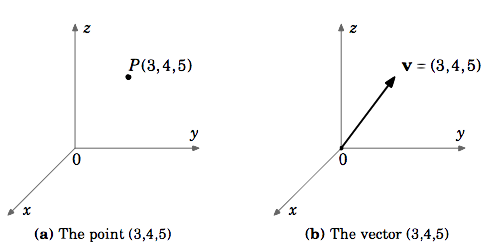 z
P(3,4,5)
y
0
x
(a) The point (3,4,5)
z
v = (3,4,5)
y
0
x
(b) The vector (3,4,5)